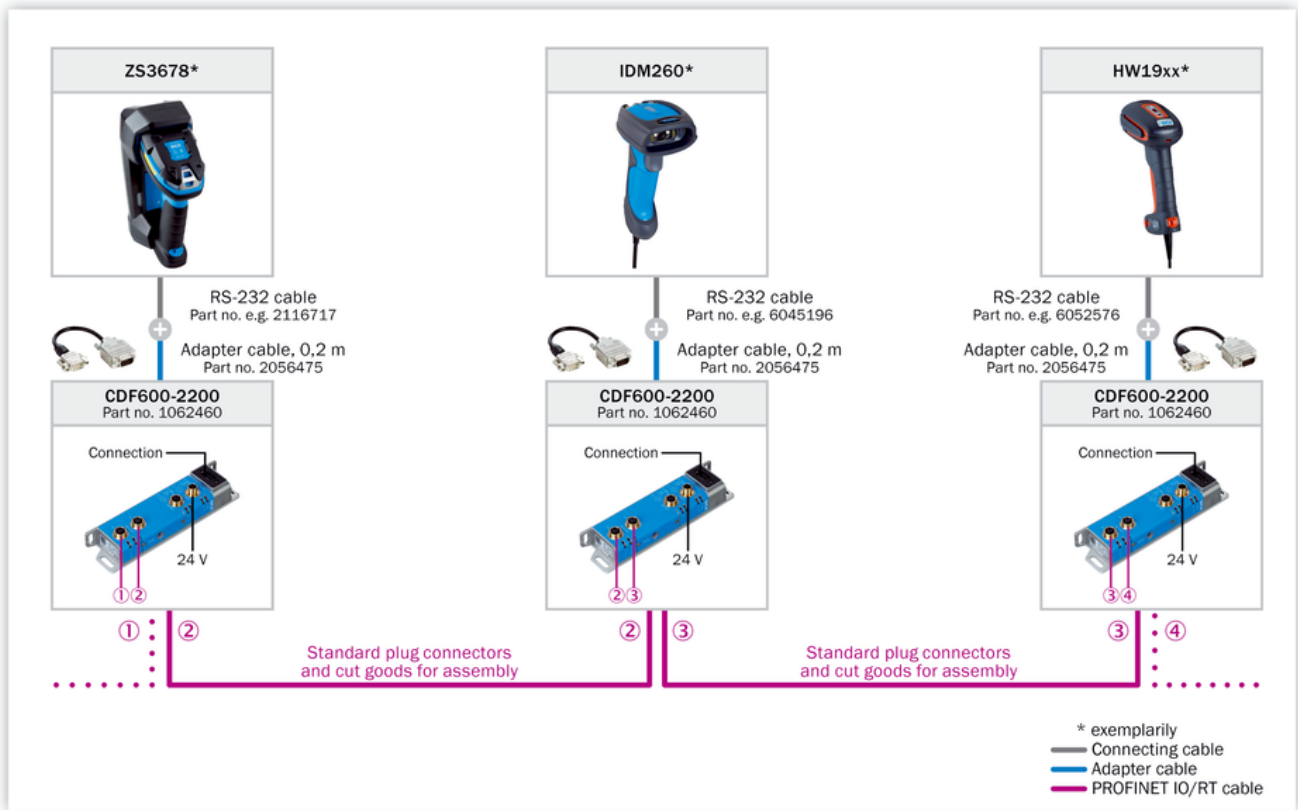 ZS3678*
IDM260*
HW19xx*
RS-232 cable
Part no. e.g. 2116717
RS-232 cable
Part no. e.g. 6045196
RS-232 cable
Part no. e.g. 6052576
Adapter cable, 0,2 m
Part no. 2056475
Adapter cable, 0,2 m
Part no. 2056475
Adapter cable, 0,2 m
Part no. 2056475
CDF600-2200
Part no. 1062460
CDF600-2200
Part no. 1062460
CDF600-2200
Part no. 1062460
Connection
24 V
①②
Connection
24 V
②③
Connection
24 V
③④
① ②
② ③
③ ④
Standard plug connectors
and cut goods for assembly
Standard plug connectors
and cut goods for assembly
* exemplarily
Connecting cable
Adapter cable
PROFINET IO/RT cable